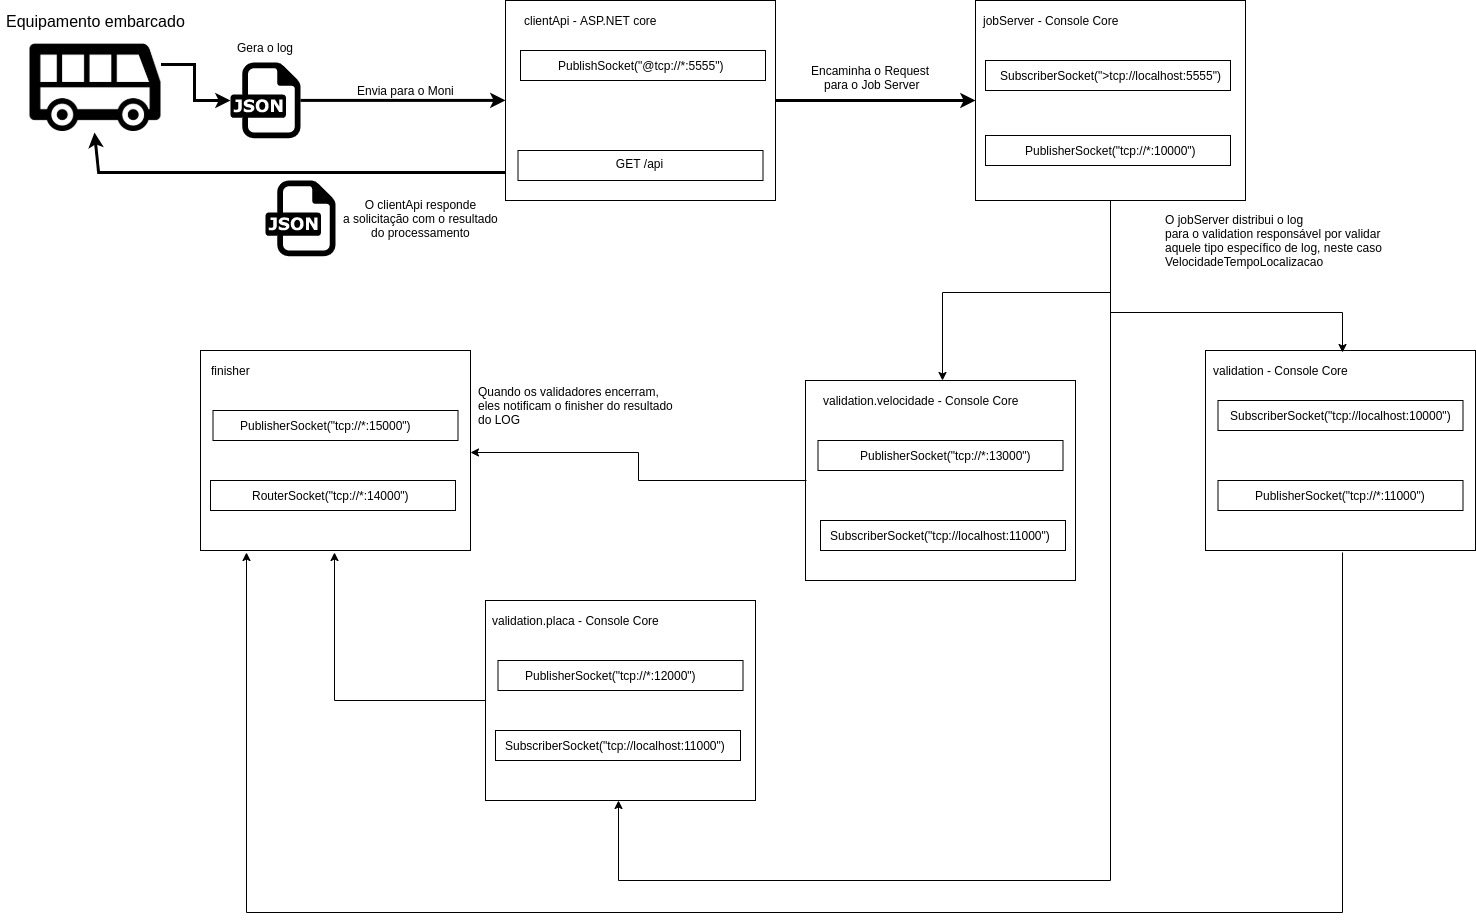 Equipamento embarcado
Gera o log
JSON
Envia para o Moni
clientApi - ASP.NET core
PublishSocket("@tcp://*:5555")
GET /api
Encaminha o Request
para o Job Server
jobServer - Console Core
SubscriberSocket(">tcp://localhost:5555")
PublisherSocket("tcp://*:10000")
JSON
O clientApi responde
a solicitação com o resultado
do processamento
O jobServer distribui o log
para o validation responsável por validar
aquele tipo específico de log, neste caso
VelocidadeTempoLocalizacao
finisher
PublisherSocket("tcp://*:15000")
RouterSocket("tcp://*:14000")
Quando os validadores encerram,
eles notificam o finisher do resultado
do LOG
validation.velocidade - Console Core
PublisherSocket("tcp://*:13000")
SubscriberSocket("tcp://localhost:11000")
validation - Console Core
SubscriberSocket("tcp://localhost:10000")
PublisherSocket("tcp://*:11000")
validation.placa - Console Core
PublisherSocket("tcp://*:12000")
SubscriberSocket("tcp://localhost:11000")